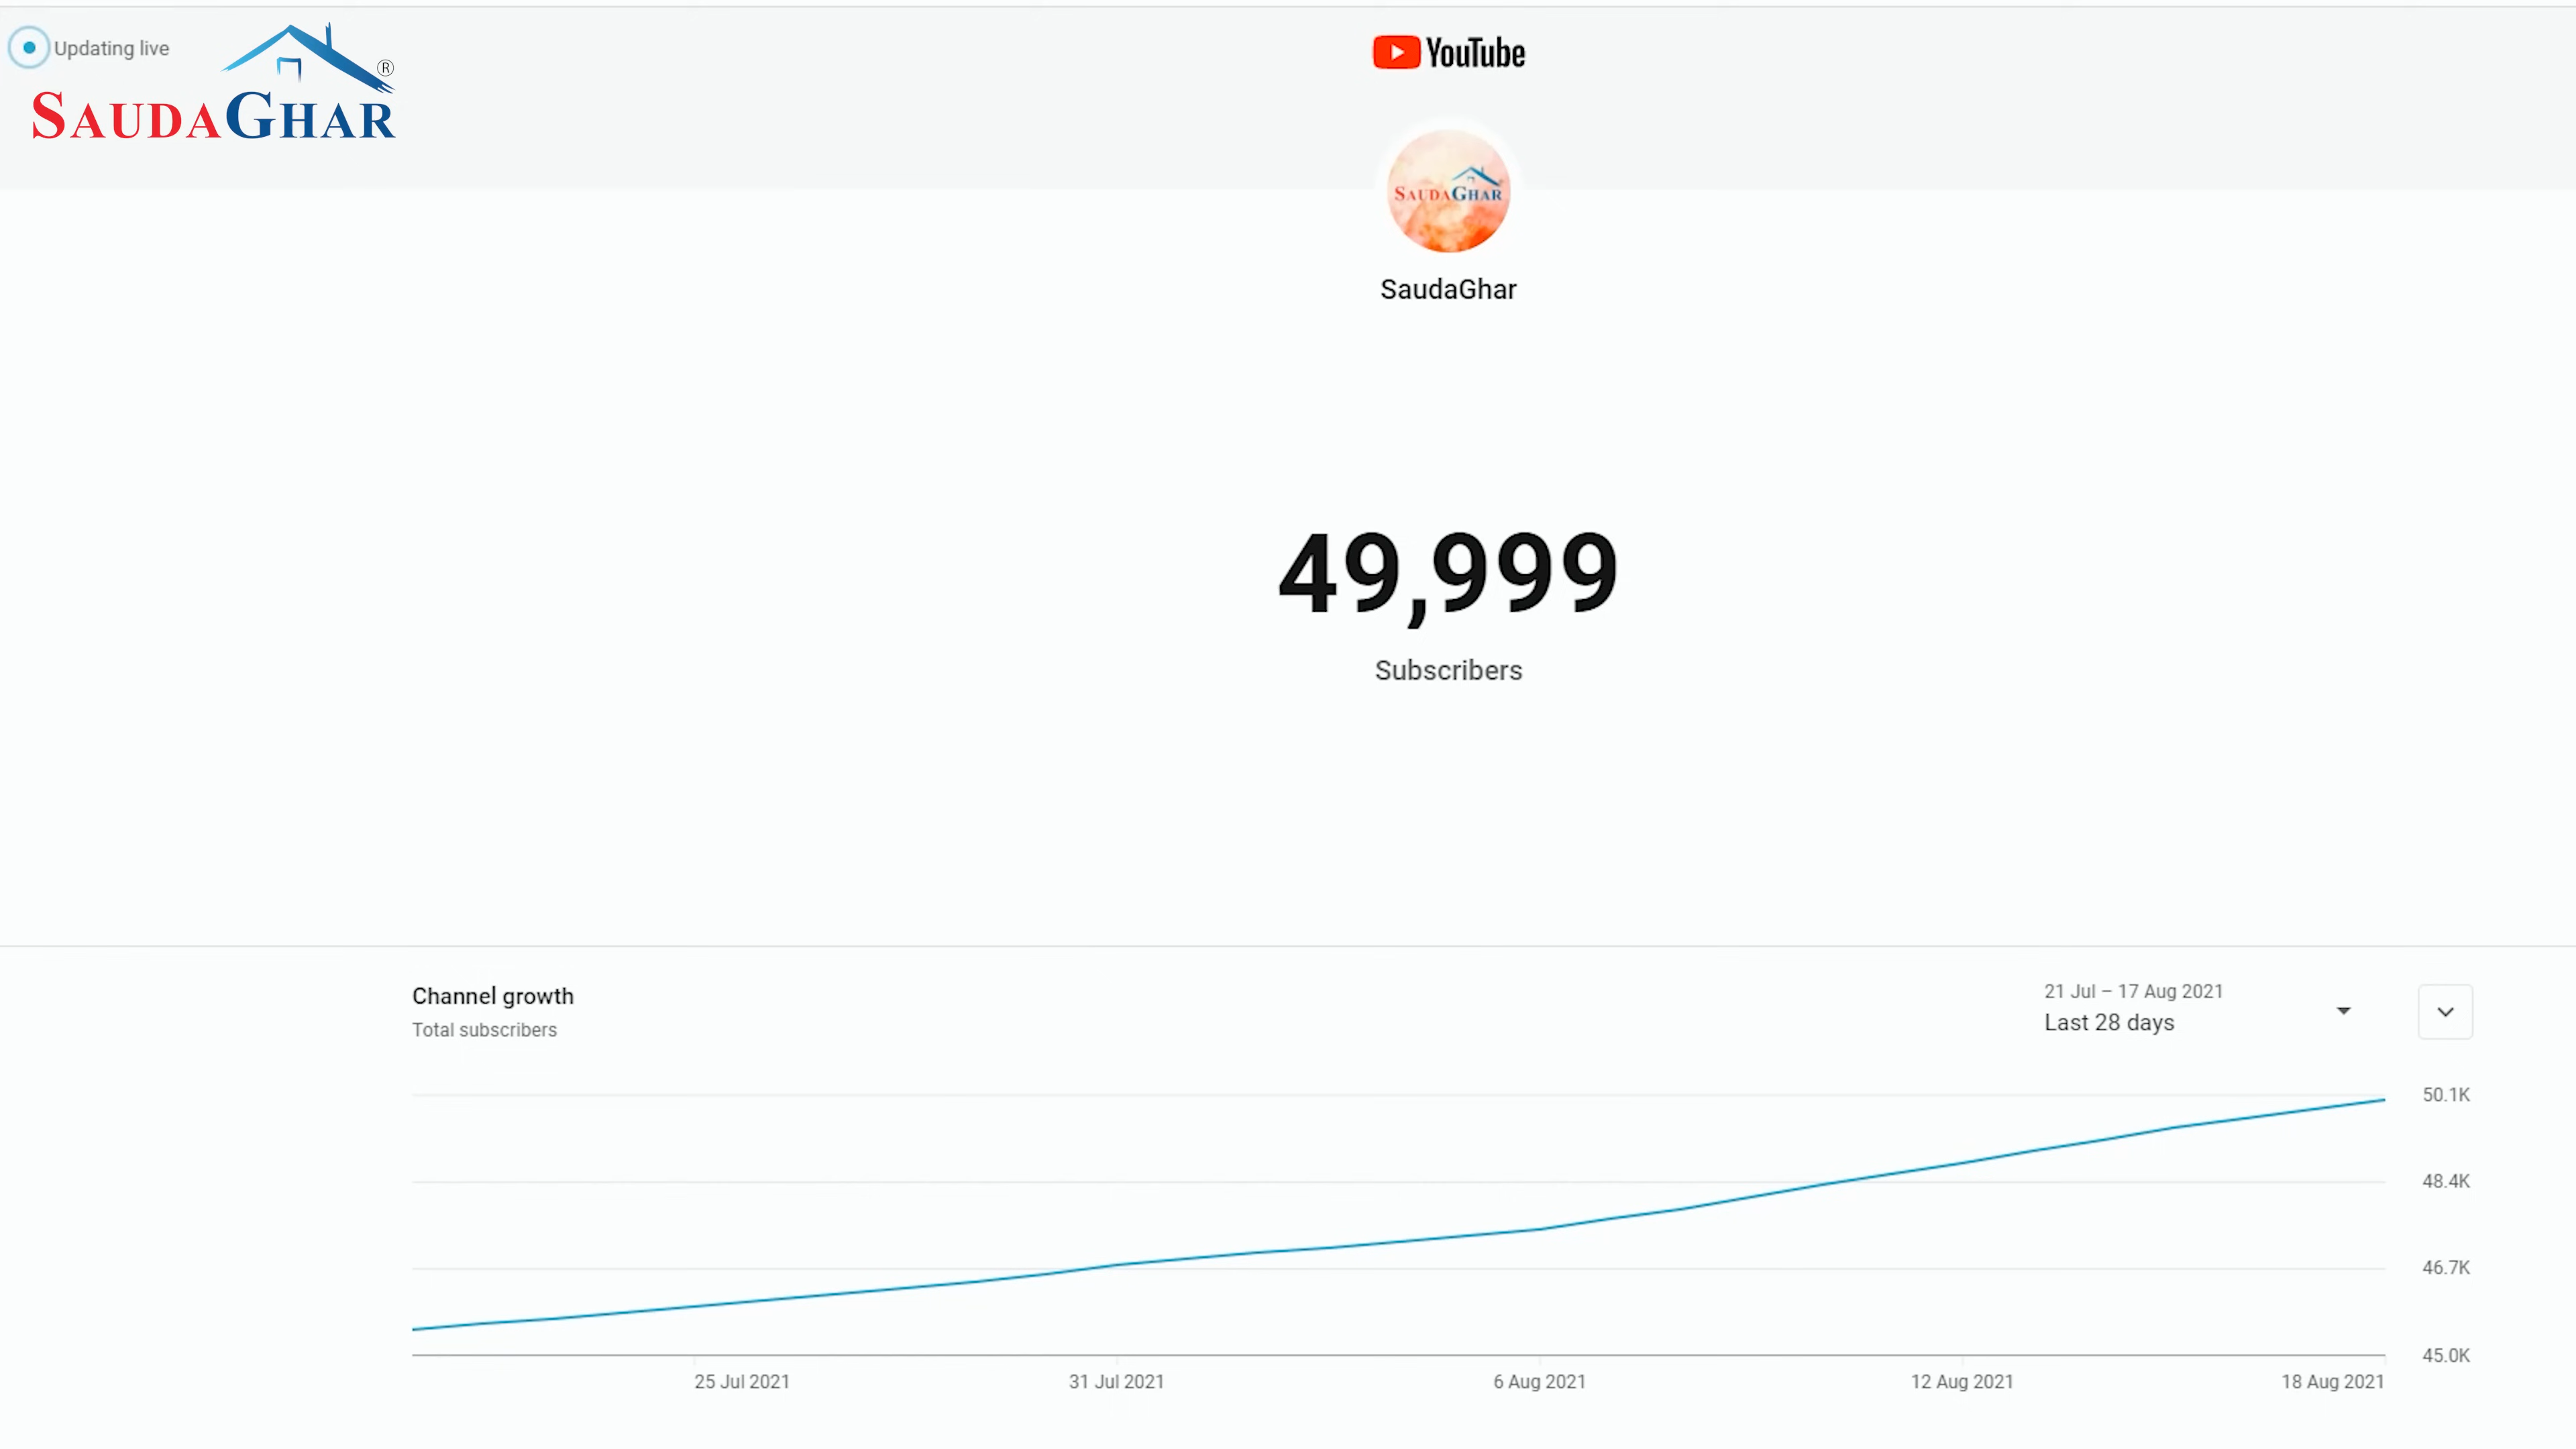 Updating live
SAUDAGHAR ®
YouTube
SAUDAGHAR
SaudaGhar
49,999
Subscribers
Channel growth
Total subscribers
21 Jul – 17 Aug 2021
Last 28 days
50.1K
48.4K
46.7K
45.0K
25 Jul 2021 31 Jul 2021 6 Aug 2021 12 Aug 2021 18 Aug 2021